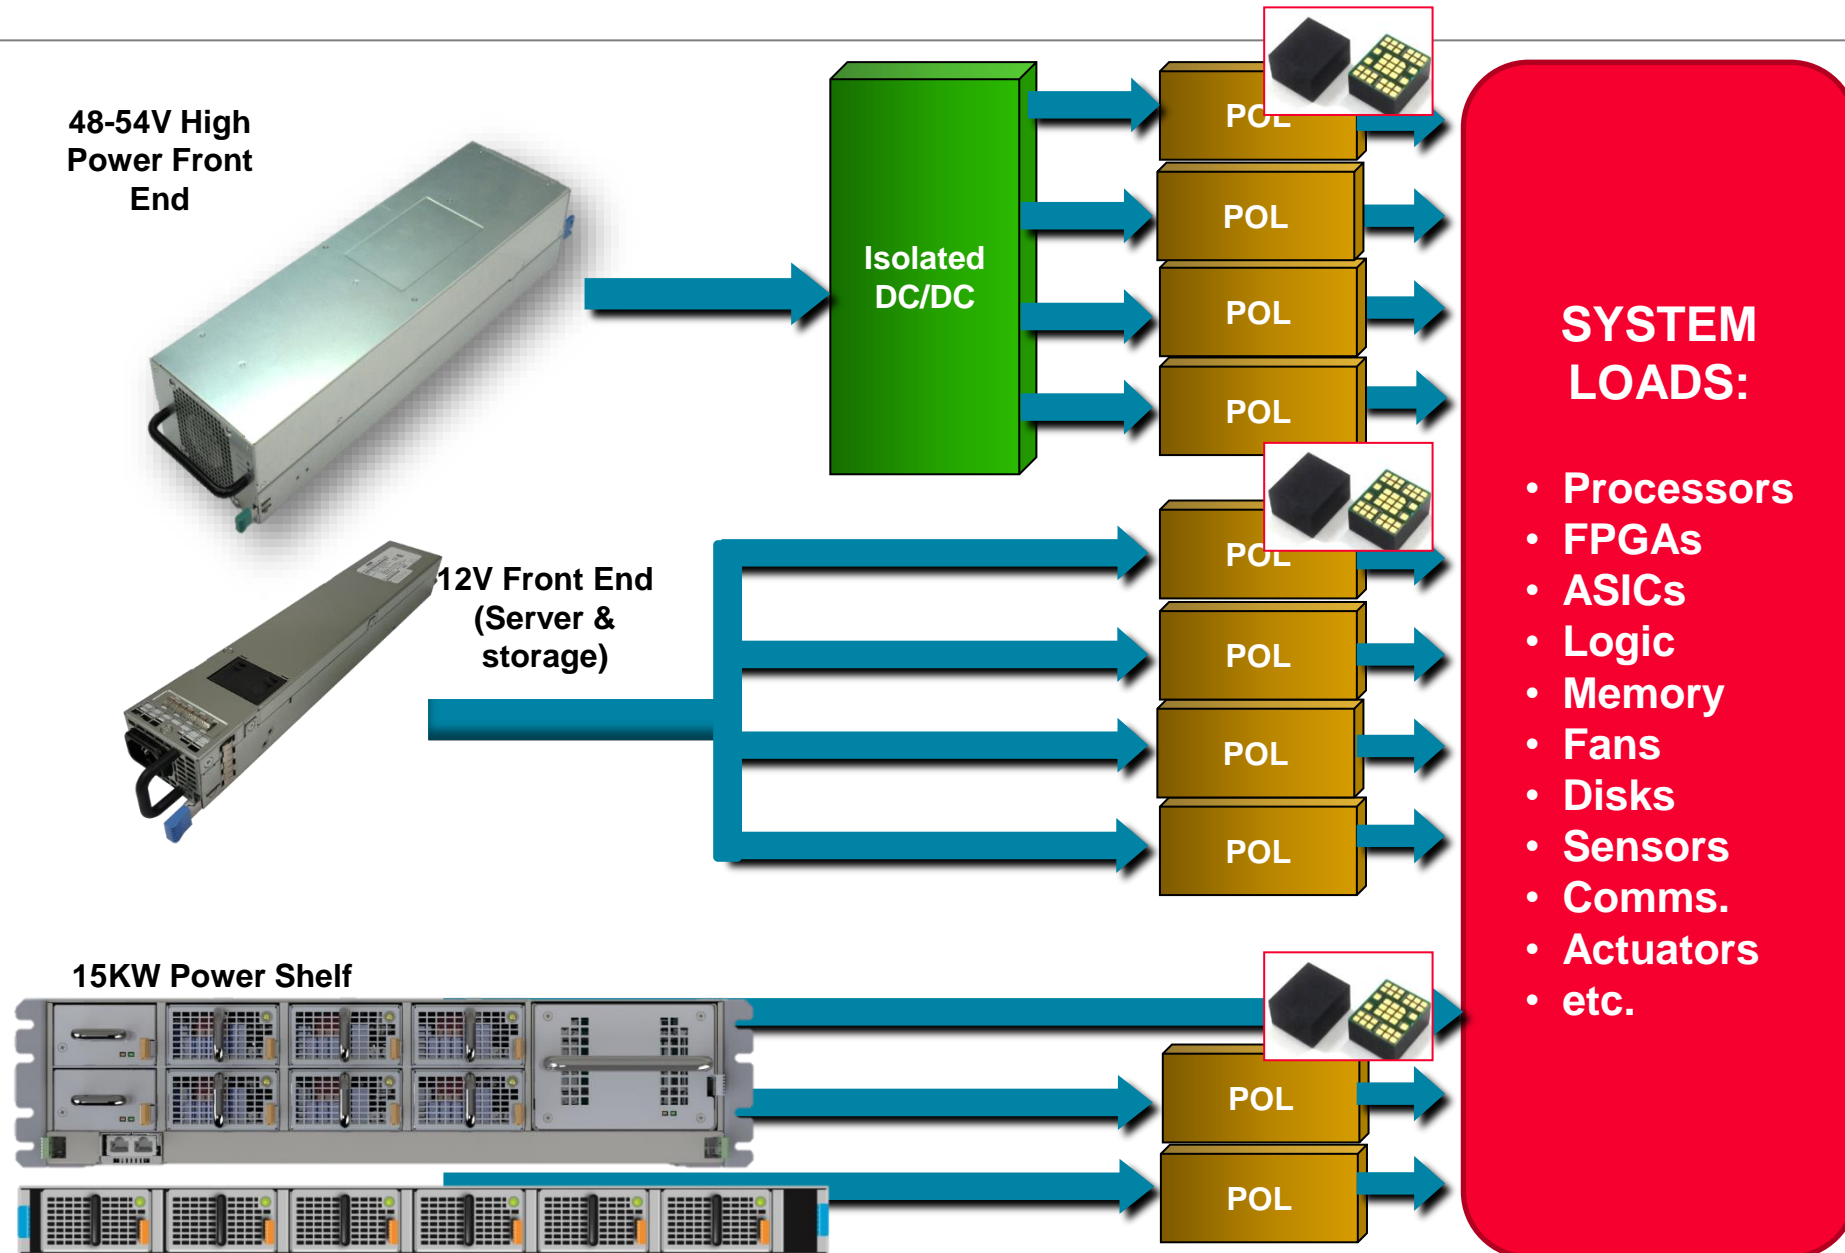 48-54V High
Power Front
End
Isolated
DC/DC
POL
POL
POL
POL
12V Front End
(Server &
storage)
POL
POL
POL
POL
15KW Power Shelf
POL
POL
SYSTEM
LOADS:
• Processors
• FPGAs
• ASICs
• Logic
• Memory
• Fans
• Disks
• Sensors
• Comms.
• Actuators
• etc.